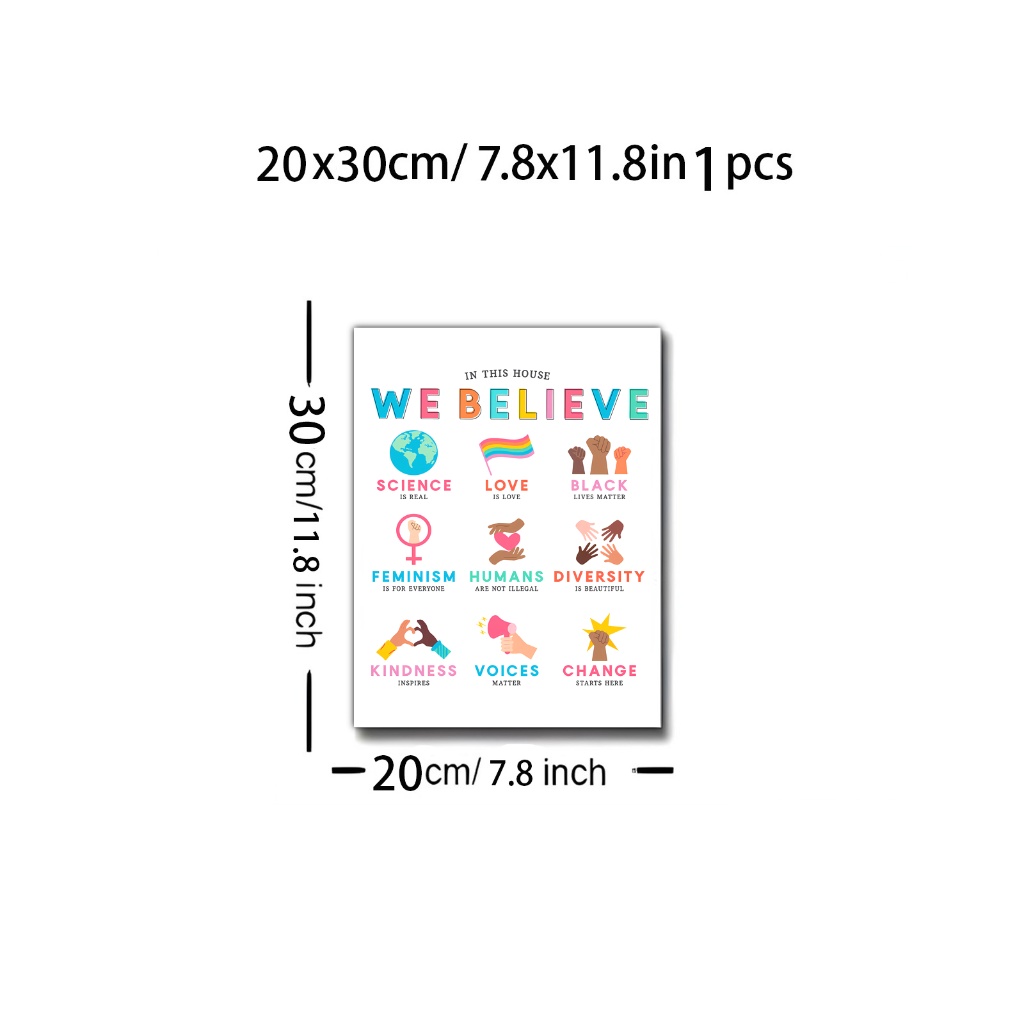 20x30cm/ 7.8x11.8in 1 pcs
30cm/11.8 inch
IN THIS HOUSE
WE BELIEVE
SCIENCE
IS REAL
LOVE
IS LOVE
BLACK
LIVES MATTER
FEMINISM
IS FOR EVERYONE
HUMANS
ARE NOT ILLEGAL
DIVERSITY
IS BEAUTIFUL
KINDNESS
INSPIRES
VOICES
MATTER
CHANGE
STARTS HERE
20cm/ 7.8 inch